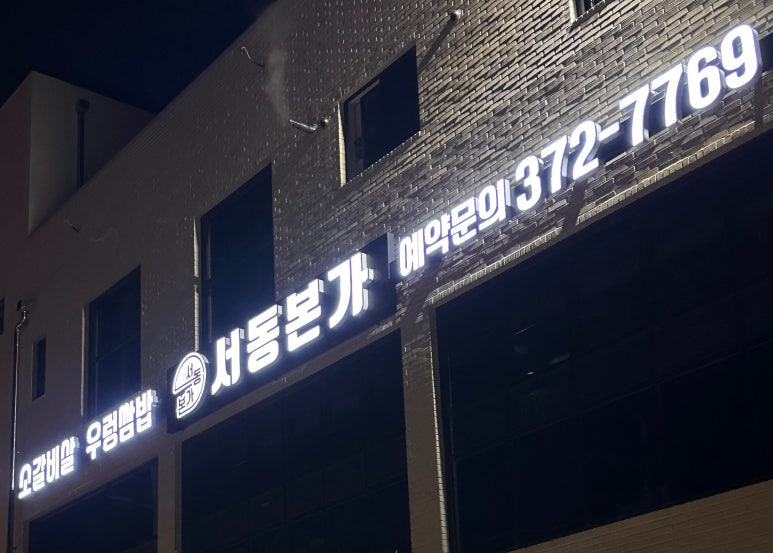 소갈비살 우렁쌈밥
서동
본가
서동본가
예약문의 372-7769